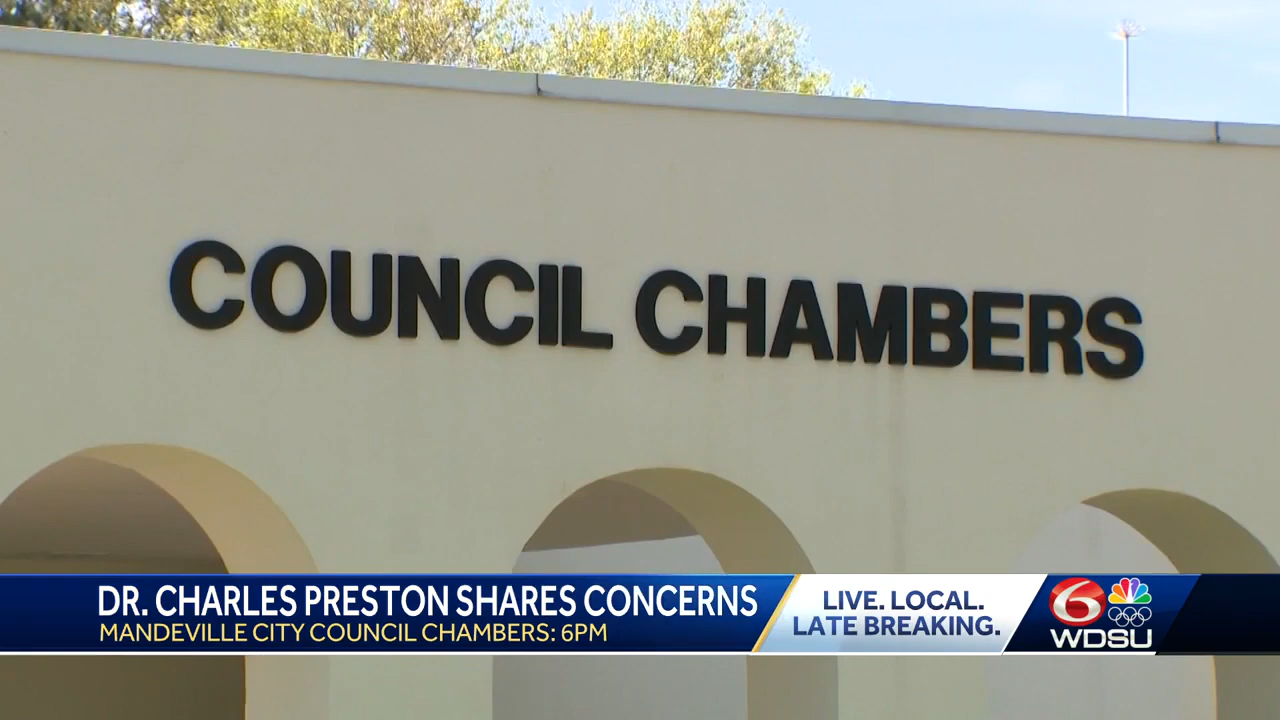 COUNCIL CHAMBERS
DR. CHARLES PRESTON SHARES CONCERNS
MANDEVILLE CITY COUNCIL CHAMBERS: 6PM
LIVE. LOCAL.
LATE BREAKING.
6
WDSU